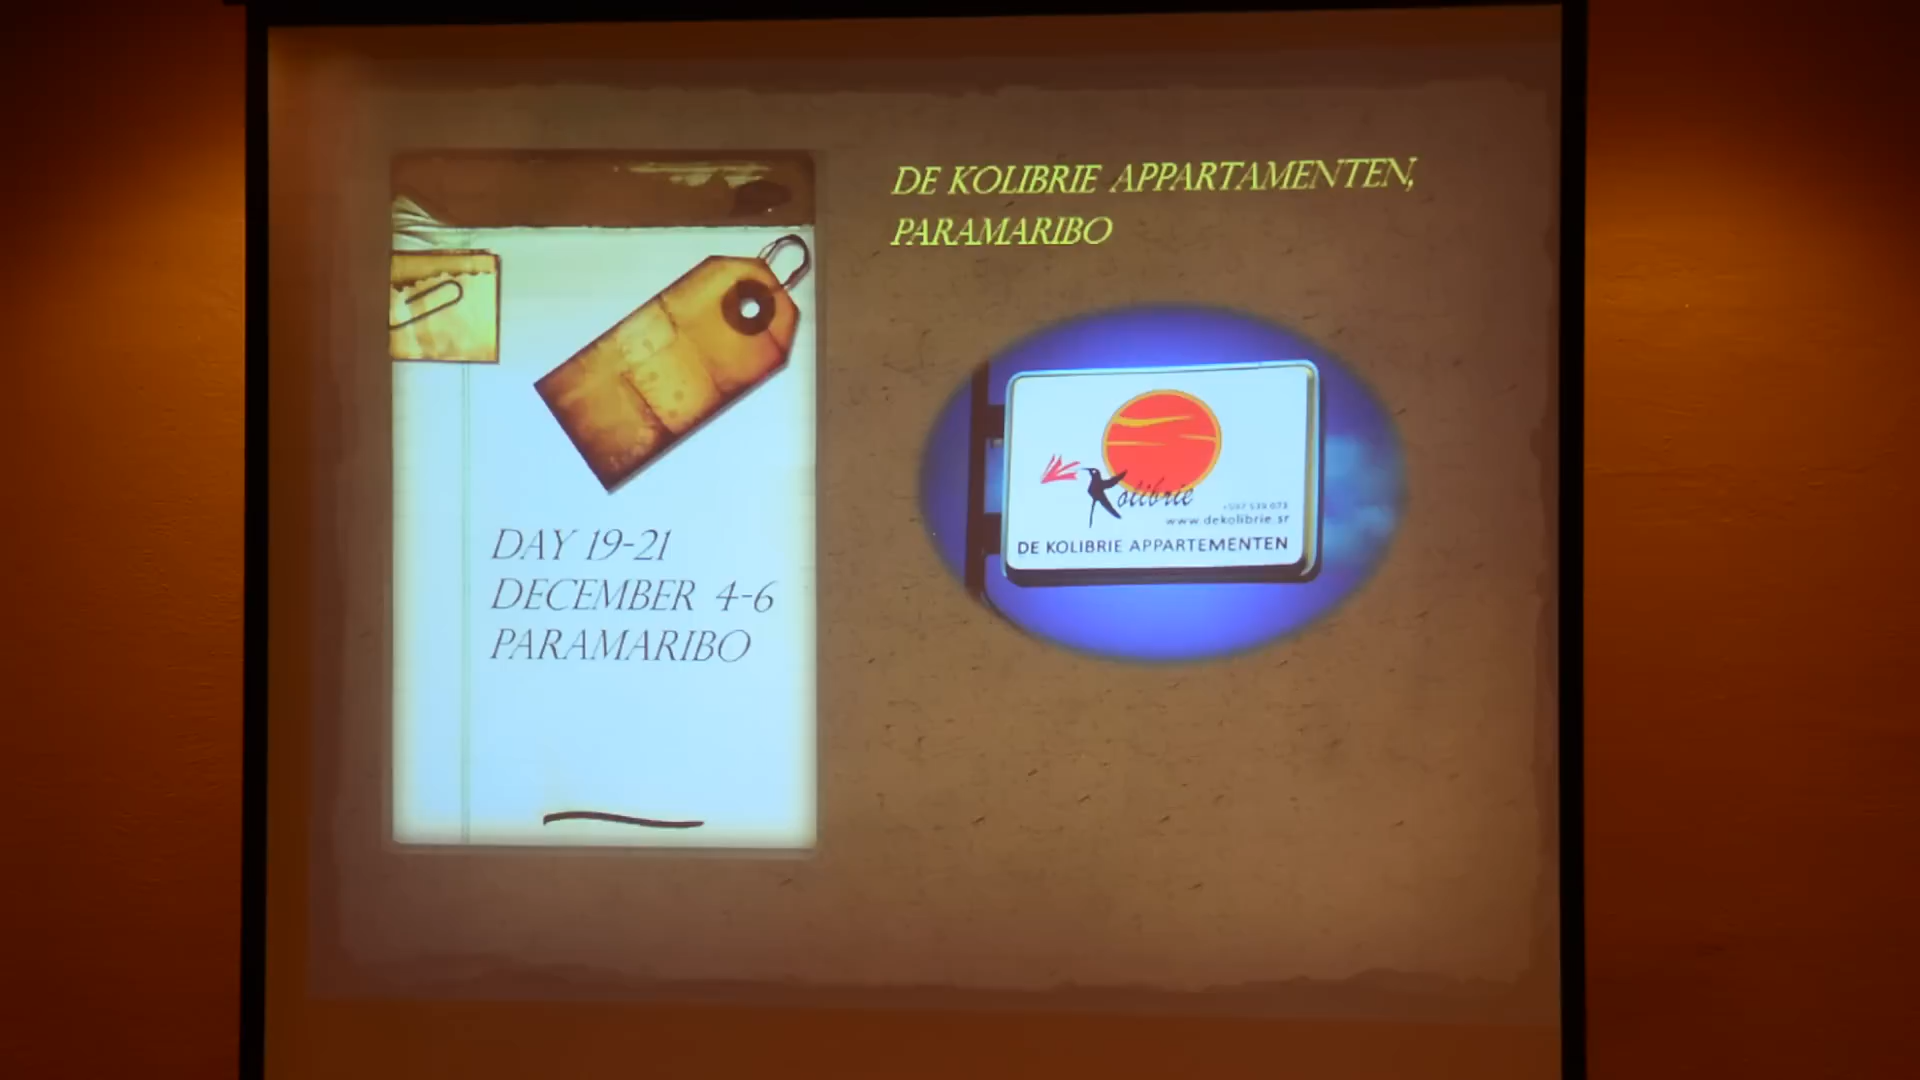 DAY 19-21
DECEMBER 4-6
PARAMARIBO
DE KOLIBRIE APPARTAMENTEN,
PARAMARIBO
Kolibrie
www.dekolibrie.sr
DE KOLIBRIE APPARTEMENTEN